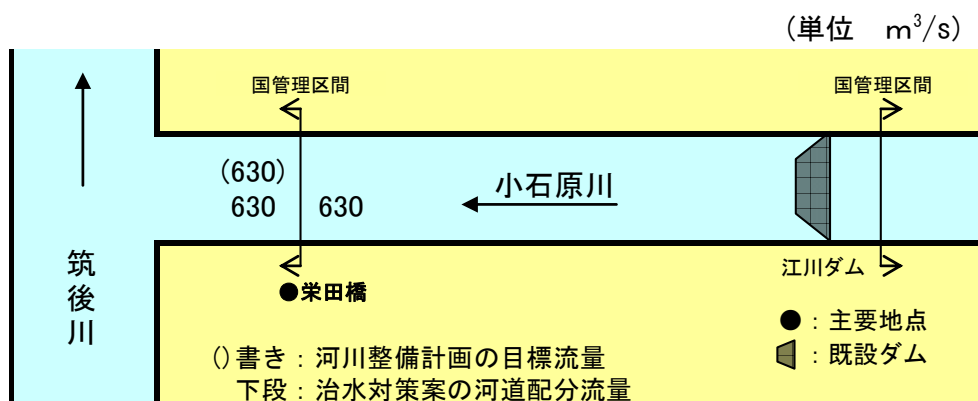 (単位　m³/s)
国管理区間
国管理区間
(630)
630
630
小石原川
筑後川
江川ダム
●栄田橋
●：主要地点
：既設ダム
()書き：河川整備計画の目標流量
下段：治水対策案の河道配分流量